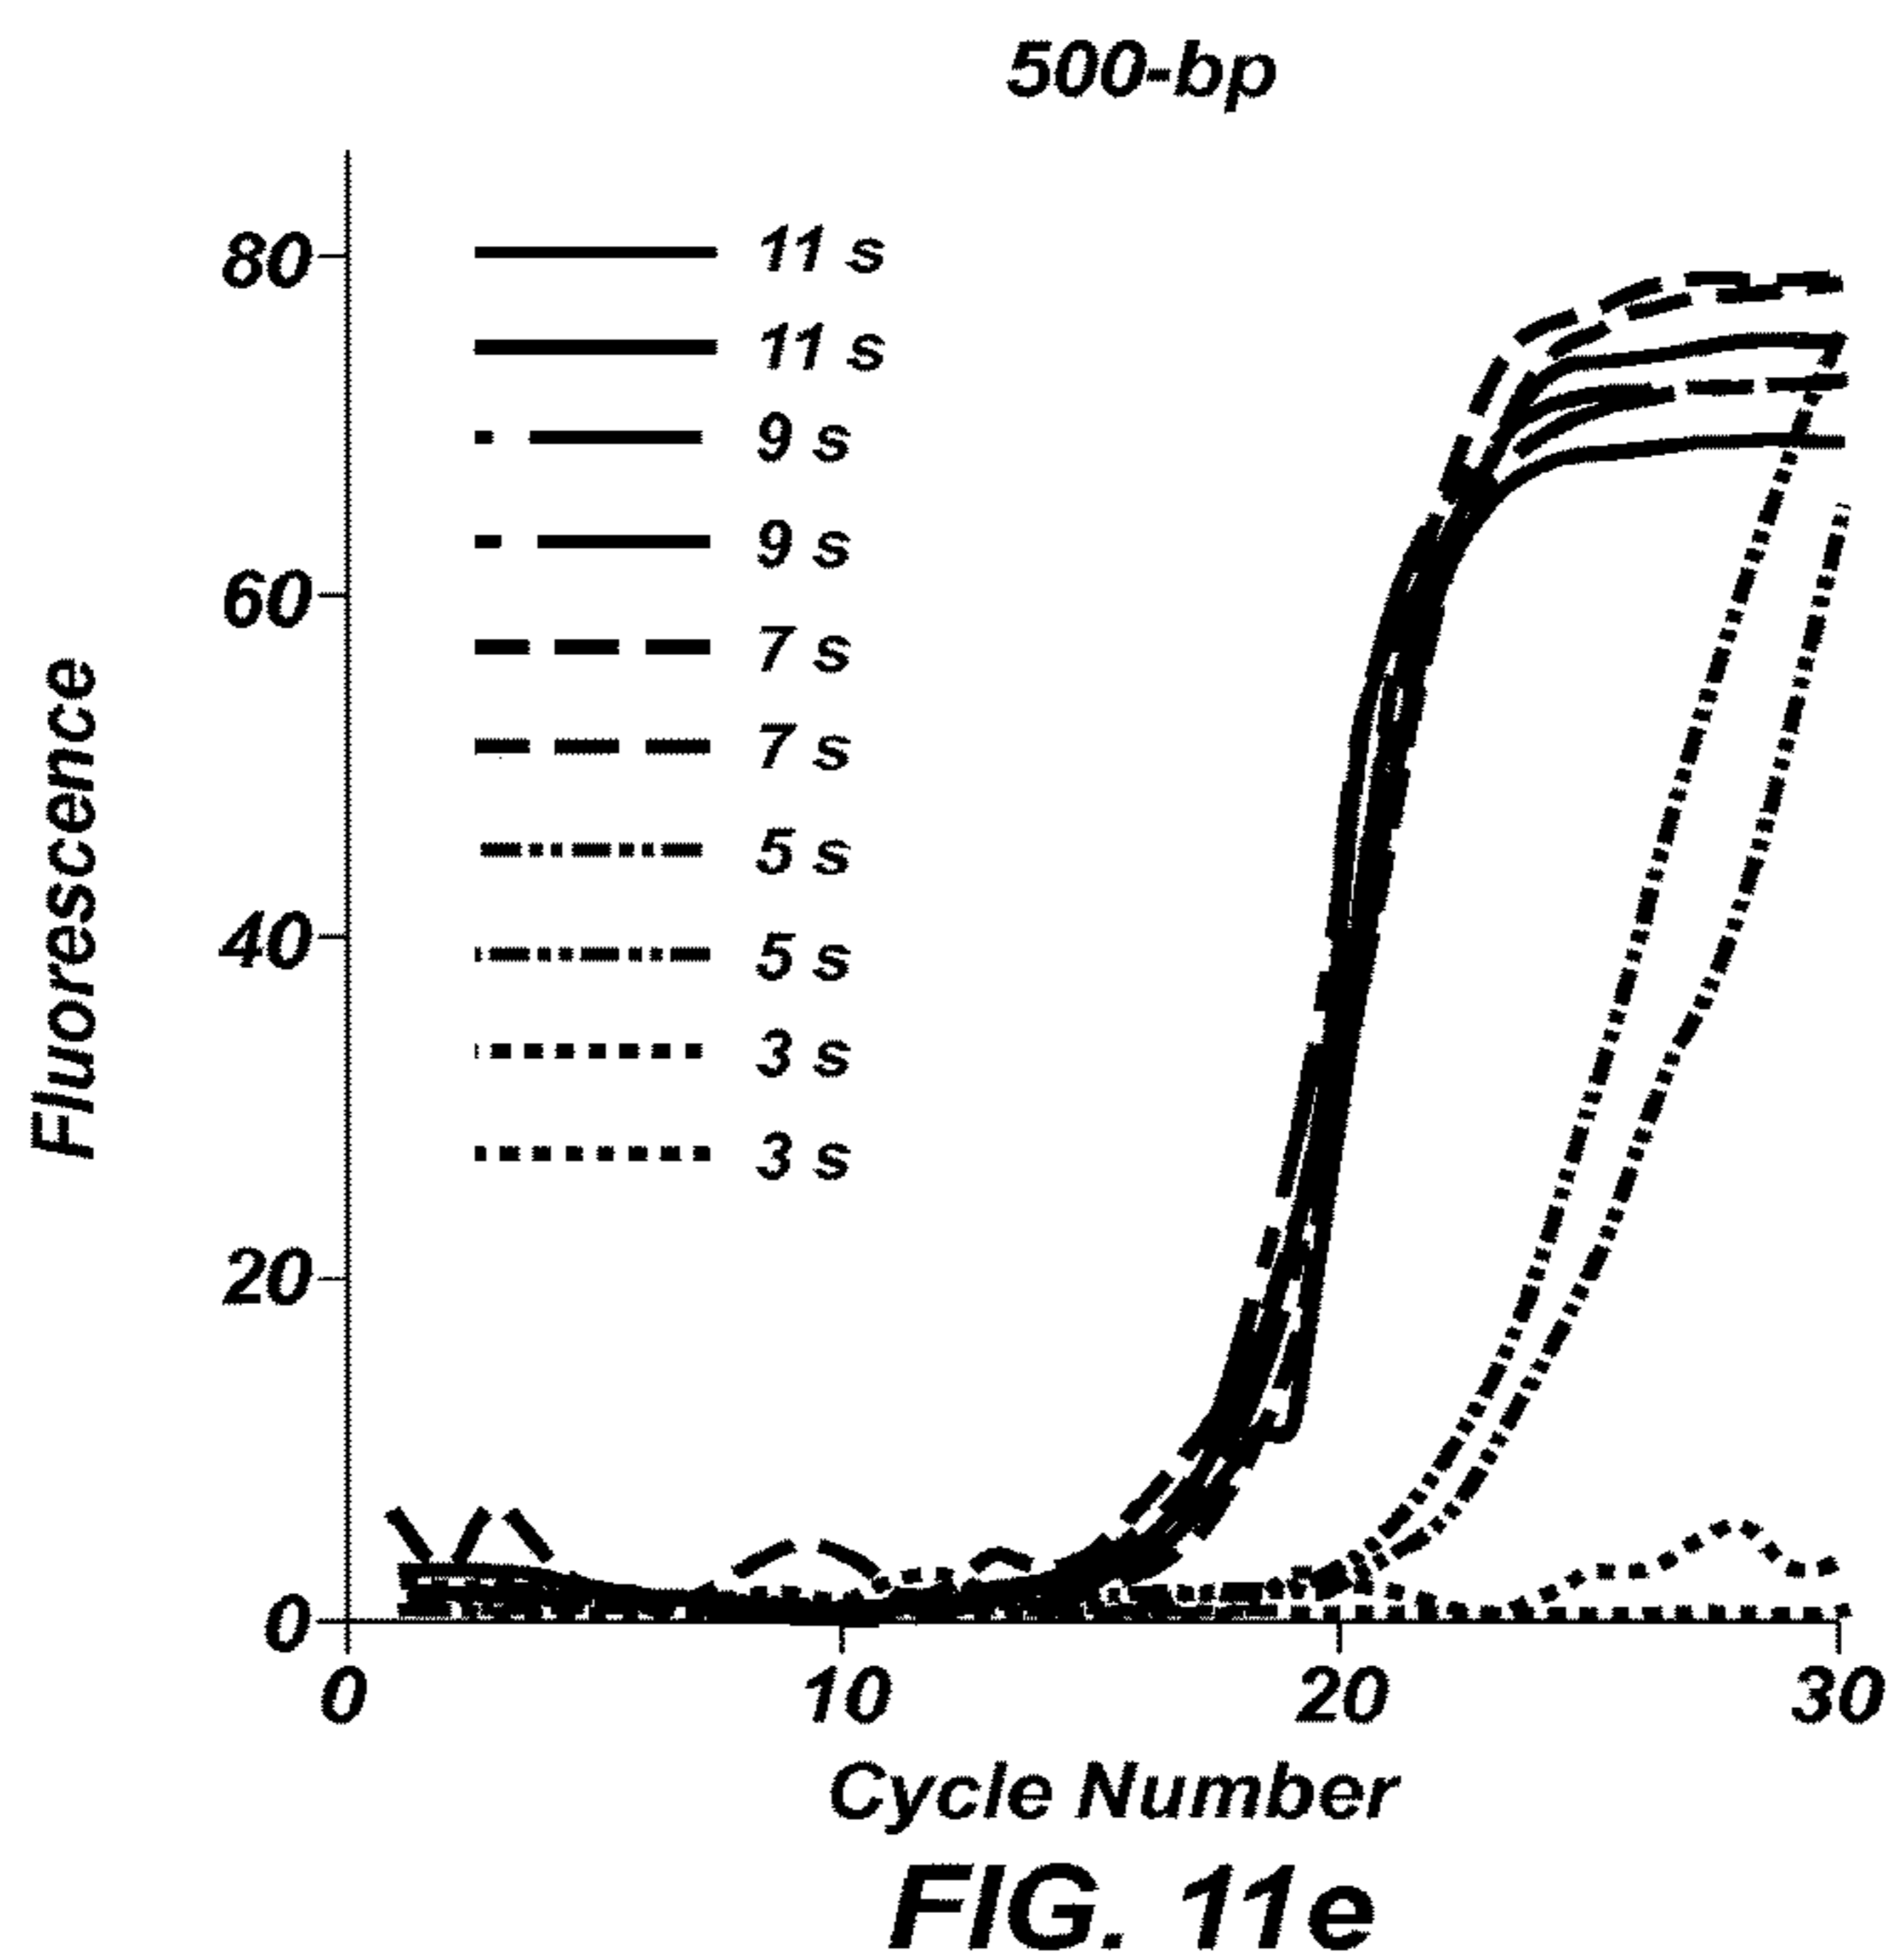 500-bp
80
60
40
20
0
Fluorescence
11 s
11 s
9 s
9 s
7 s
7 s
5 s
5 s
3 s
3 s
0 10 20 30
Cycle Number
FIG. 11e